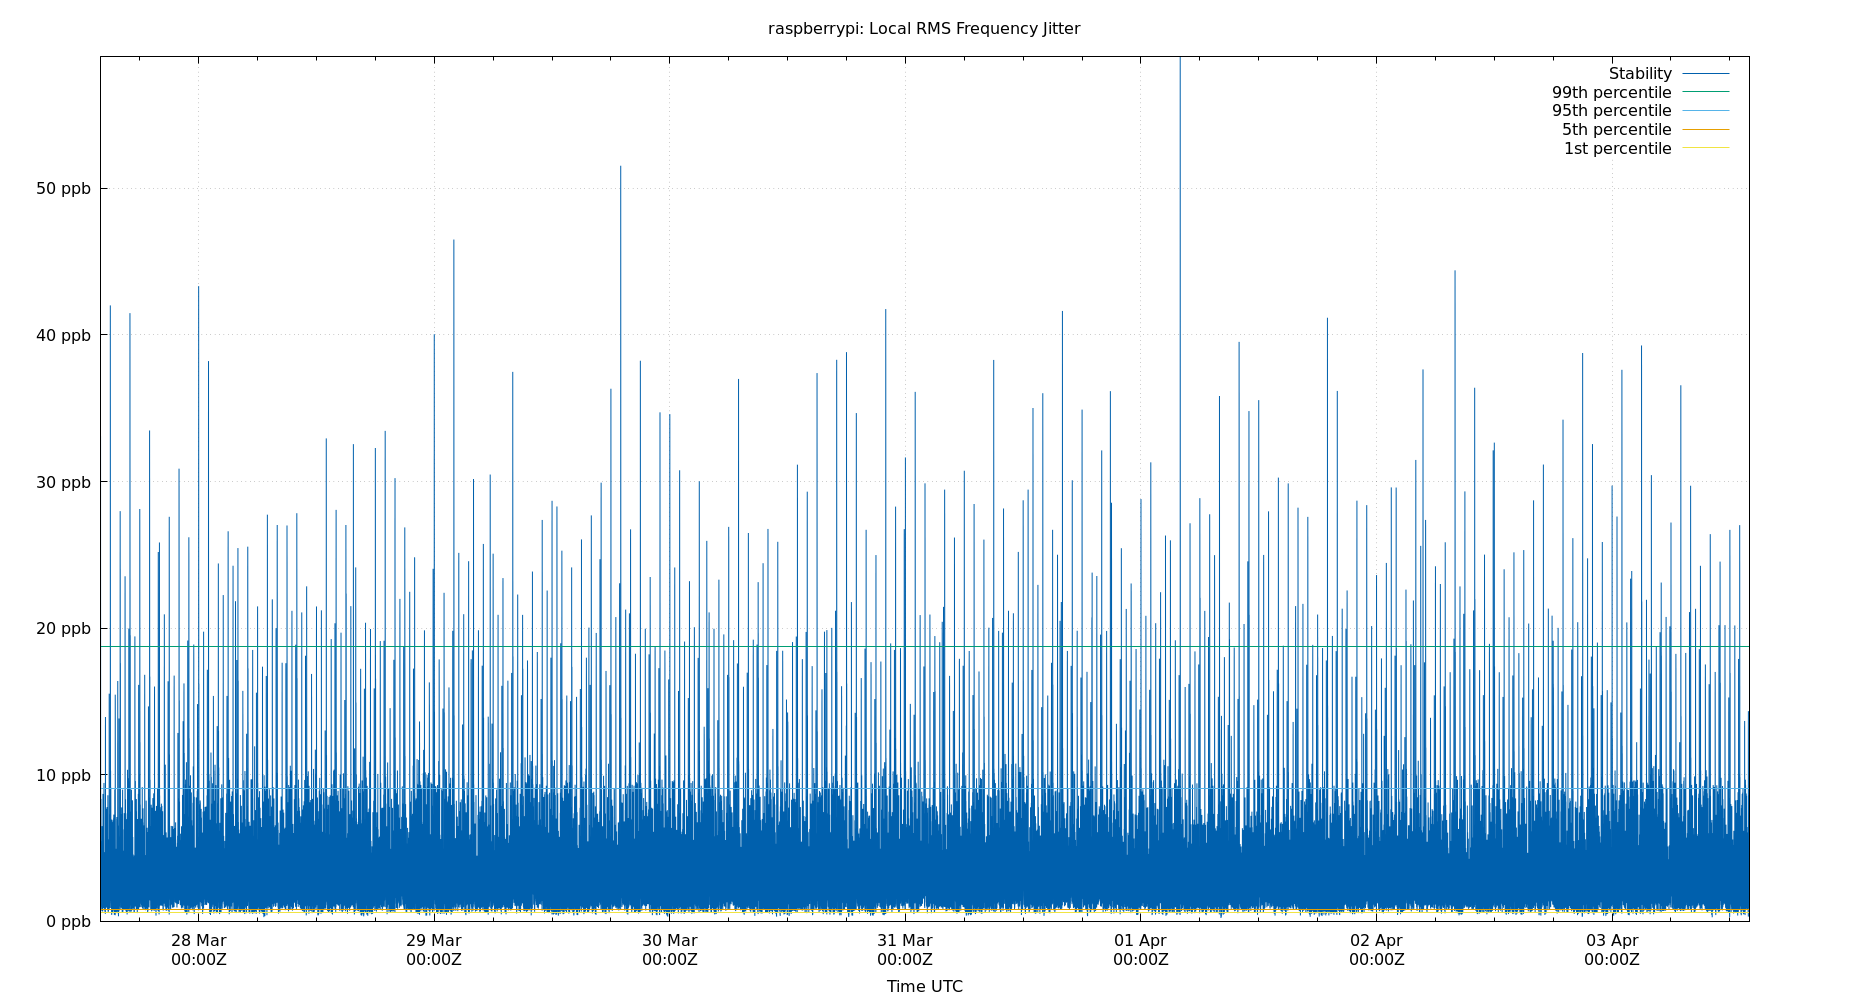 raspberrypi: Local RMS Frequency Jitter
Stability
99th percentile
95th percentile
5th percentile
1st percentile
50 ppb
40 ppb
30 ppb
20 ppb
10 ppb
0 ppb
28 Mar
00:00Z
29 Mar
00:00Z
30 Mar
00:00Z
31 Mar
00:00Z
01 Apr
00:00Z
02 Apr
00:00Z
03 Apr
00:00Z
Time UTC